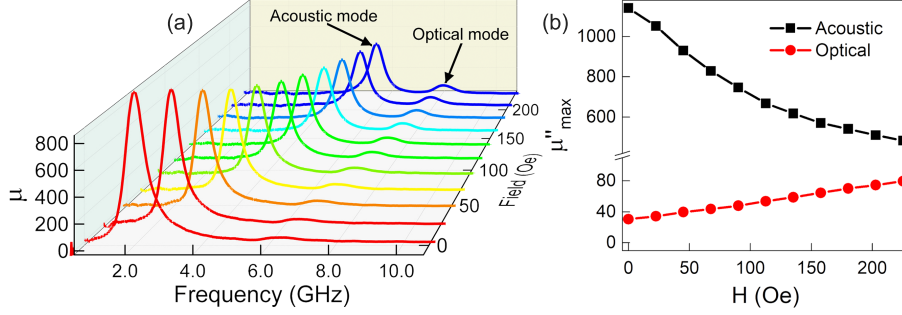 (a)
Acoustic mode
Optical mode
800
600
400
200
0
μ
2.0
4.0
6.0
8.0
10.0
Frequency (GHz)
0
50
100
150
200
Field (Oe)
(b)
Acoustic
Optical
1000
800
600
80
40
0
μ"max
0
50
100
150
200
H (Oe)